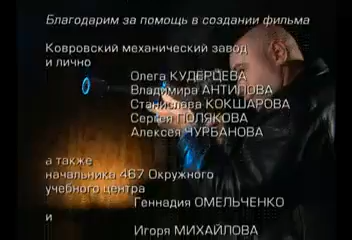 Благодарим за помощь в создании фильма
Ковровский механический завод
и лично
Олега КУДЕРЦЕВА
Владимира АНТИПОВА
Станислава КОКШАРОВА
Сергея ПОЛЯКОВА
Алексея ЧУРБАНОВА
а также
начальника 467 Окружного
учебного центра
Геннадия ОМЕЛЬЧЕНКО
и
Игоря МИХАЙЛОВА